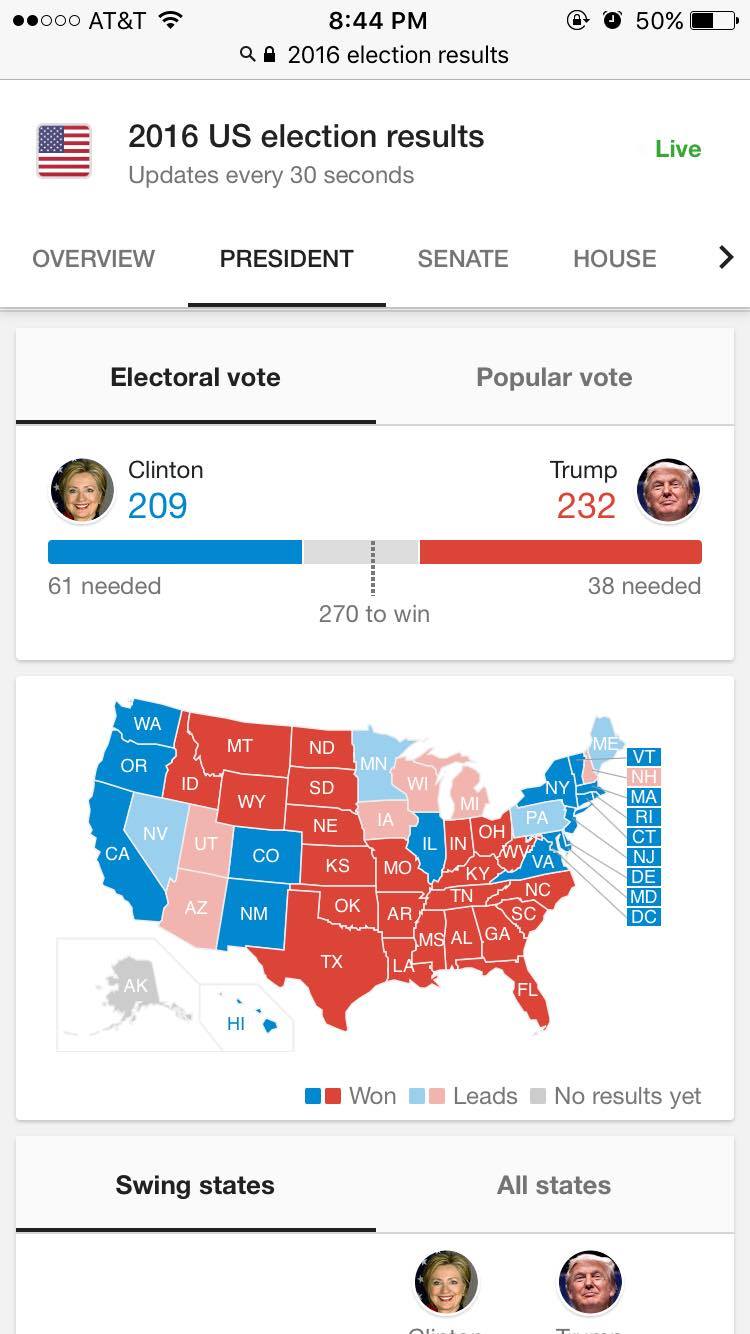 AT&T 8:44 PM 50%
2016 election results
2016 US election results
Updates every 30 seconds
Live
OVERVIEW PRESIDENT SENATE HOUSE
Electoral vote Popular vote
Clinton
209
Trump
232
61 needed
38 needed
270 to win
WA
OR
CA
NV
ID
MT
WY
UT
AZ
CO
NM
ND
SD
NE
KS
OK
TX
MN
IA
MO
AR
LA
WI
IL
MI
IN
OH
KY
TN
MS
AL
GA
FL
SC
NC
WV
VA
PA
NY
ME
VT
NH
MA
RI
CT
NJ
DE
MD
DC
AK
HI
Won Leads No results yet
Swing states All states
Clinton Trump